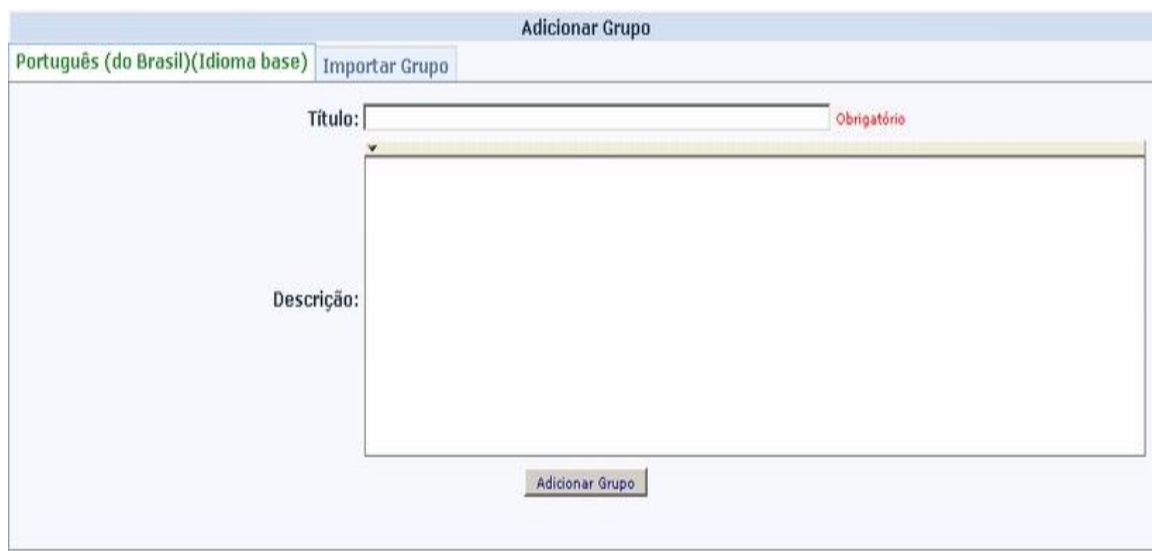 Adicionar Grupo
Português (do Brasil)(Idioma base) Importar Grupo
Título: Obrigatório
Descrição:
Adicionar Grupo